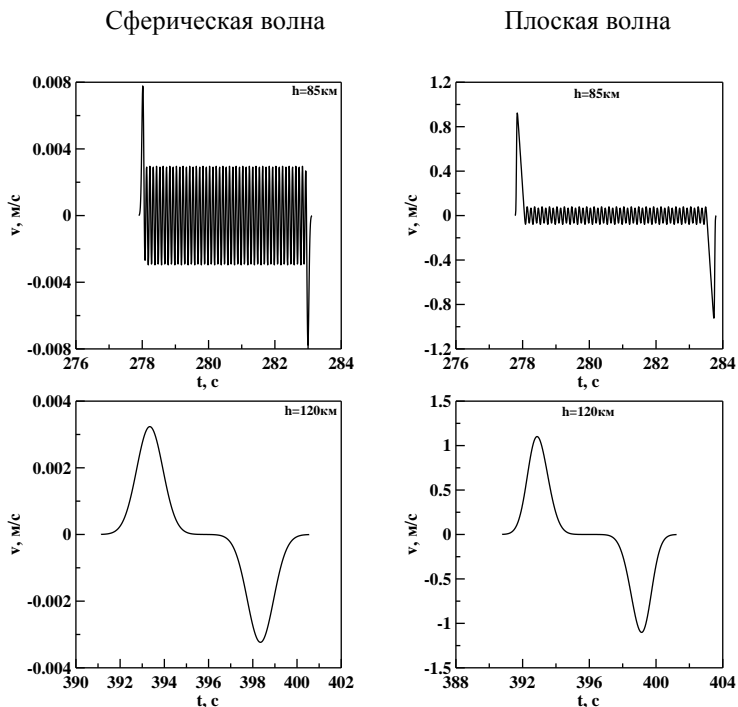 Сферическая волна
Плоская волна
0.008
0.004
0
-0.004
-0.008
v, м/с
h=85км
276 278 280 282 284
t, с
1.2
0.8
0.4
0
-0.4
-0.8
-1.2
v, м/с
h=85км
276 278 280 282 284
t, с
0.004
0.002
0
-0.002
-0.004
v, м/с
h=120км
390 392 394 396 398 400 402
t, с
1.5
1
0.5
0
-0.5
-1
-1.5
v, м/с
h=120км
388 392 396 400 404
t, с